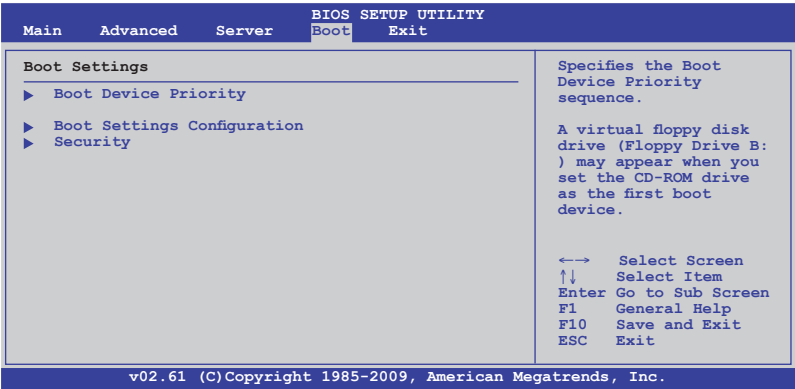 BIOS SETUP UTILITY
Main Advanced Server Boot Exit
Boot Settings
Boot Device Priority
Boot Settings Configuration
Security
Specifies the Boot
Device Priority
sequence.
A virtual floppy disk
drive (Floppy Drive B:
) may appear when you
set the CD-ROM drive
as the first boot
device.
←→ Select Screen
↑↓ Select Item
Enter Go to Sub Screen
F1 General Help
F10 Save and Exit
ESC Exit
v02.61 (C)Copyright 1985-2009, American Megatrends, Inc.